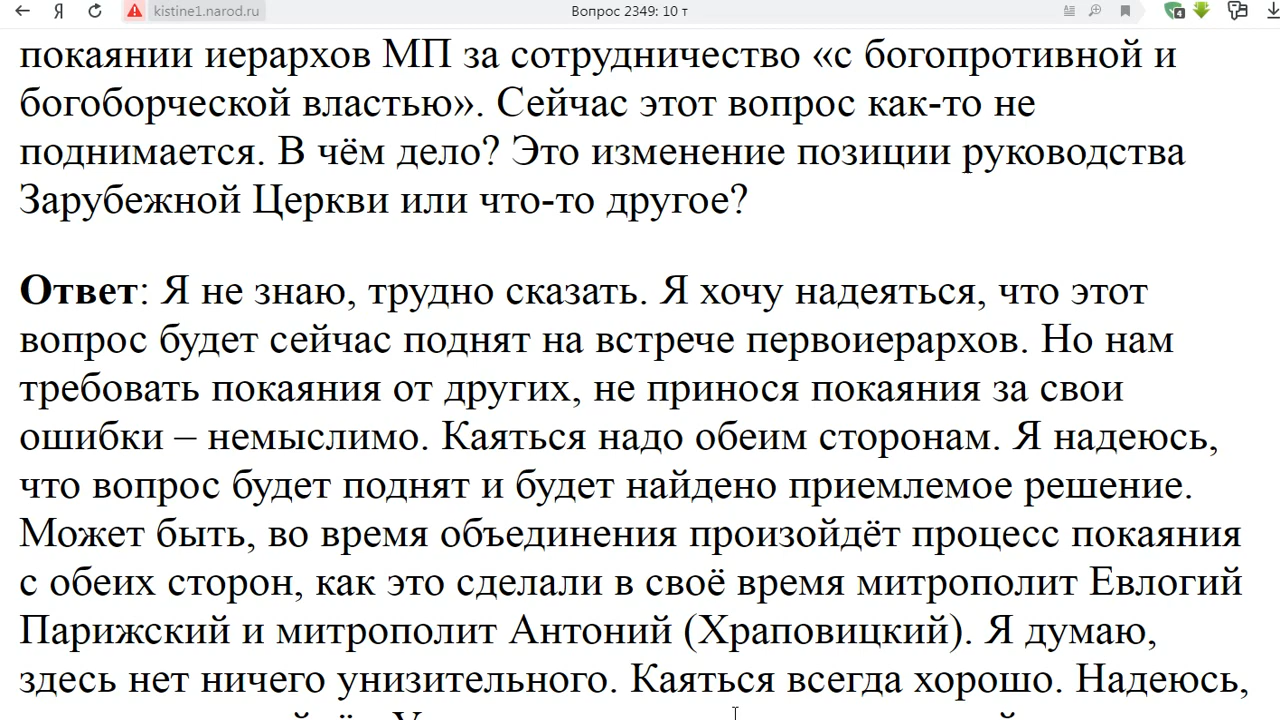 kistine1.narod.ru
Вопрос 2349: 10 т
4
покаянии иерархов МП за сотрудничество «с богопротивной и
богоборческой властью». Сейчас этот вопрос как-то не
поднимается. В чём дело? Это изменение позиции руководства
Зарубежной Церкви или что-то другое?
Ответ: Я не знаю, трудно сказать. Я хочу надеяться, что этот
вопрос будет сейчас поднят на встрече первоиерархов. Но нам
требовать покаяния от других, не принося покаяния за свои
ошибки – немыслимо. Каяться надо обеим сторонам. Я надеюсь,
что вопрос будет поднят и будет найдено приемлемое решение.
Может быть, во время объединения произойдёт процесс покаяния
с обеих сторон, как это сделали в своё время митрополит Евлогий
Парижский и митрополит Антоний (Храповицкий). Я думаю,
здесь нет ничего унизительного. Каяться всегда хорошо. Надеюсь,